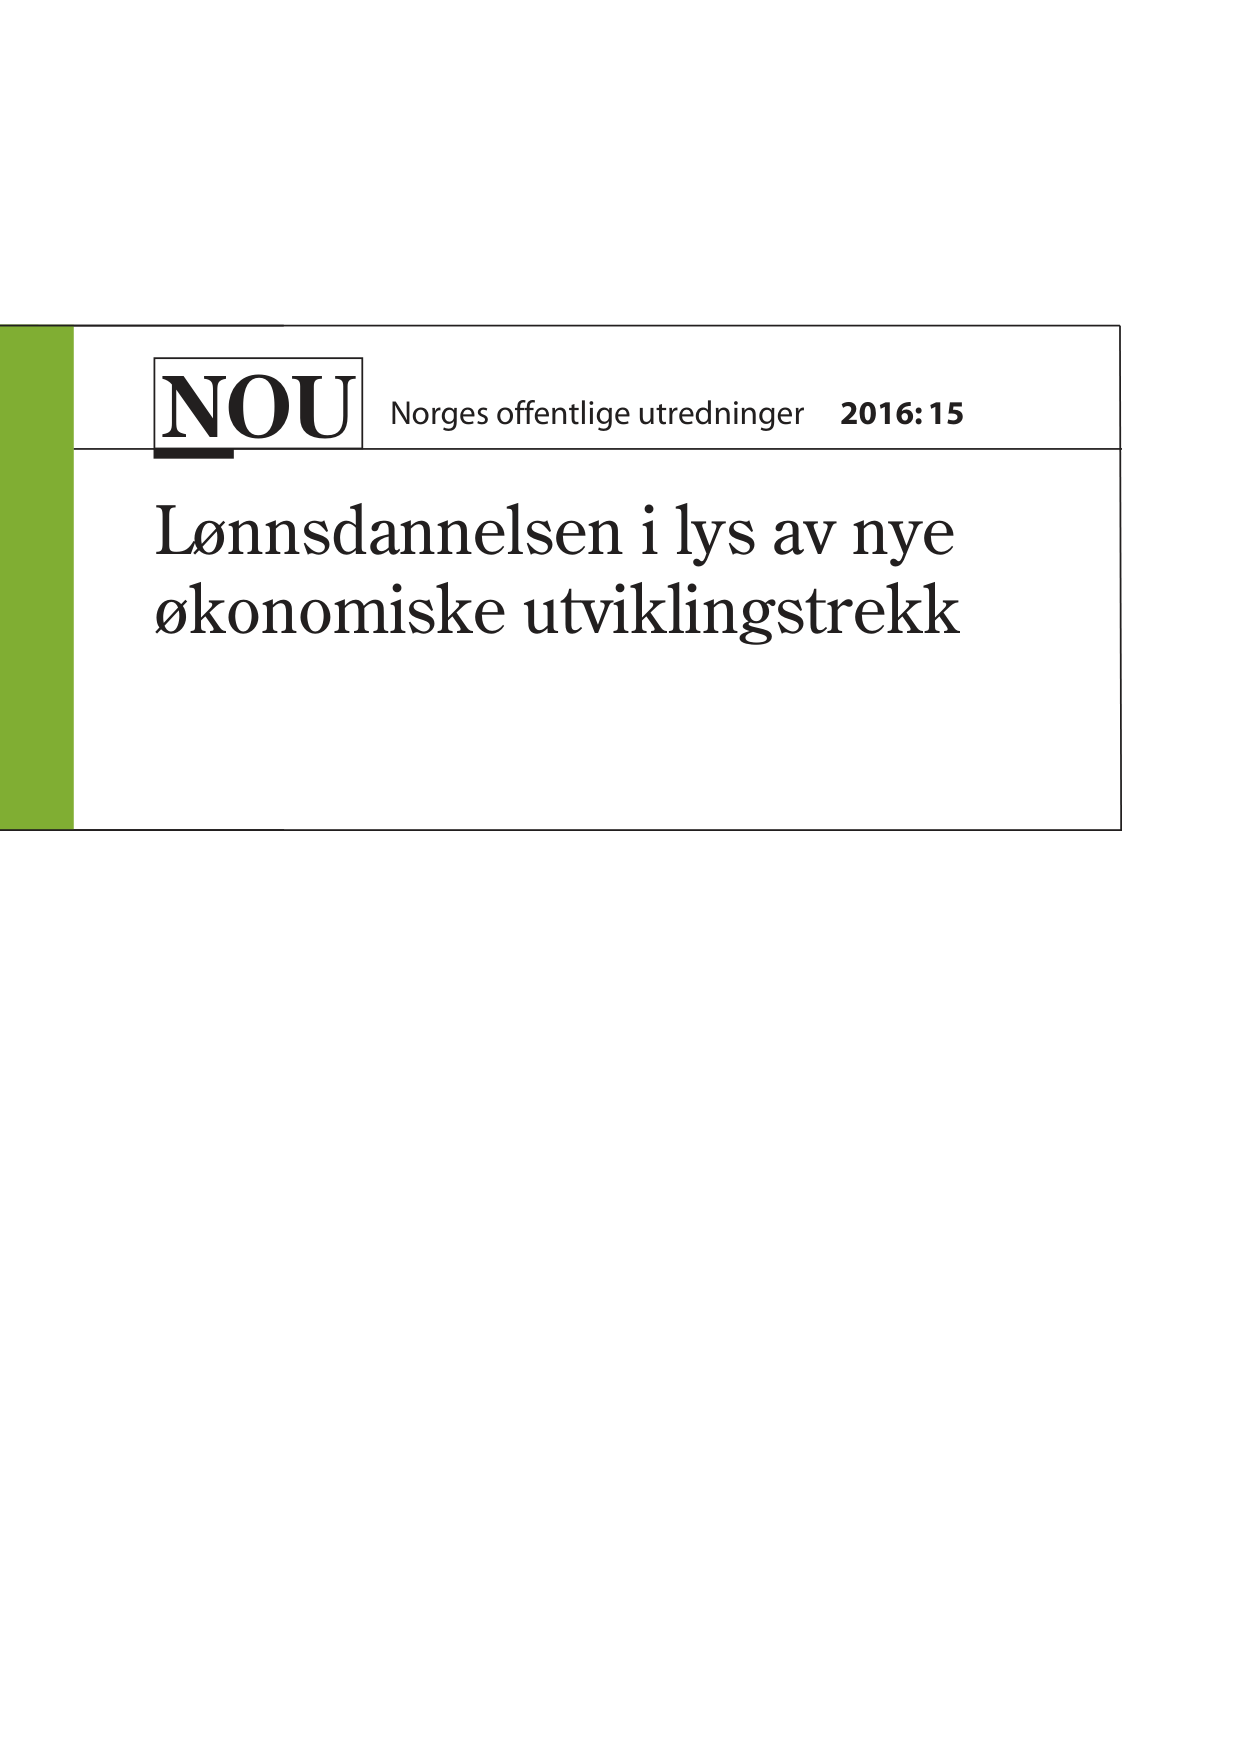 NOU Norges offentlige utredninger 2016: 15
Lønnsdannelsen i lys av nye
økonomiske utviklingstrekk